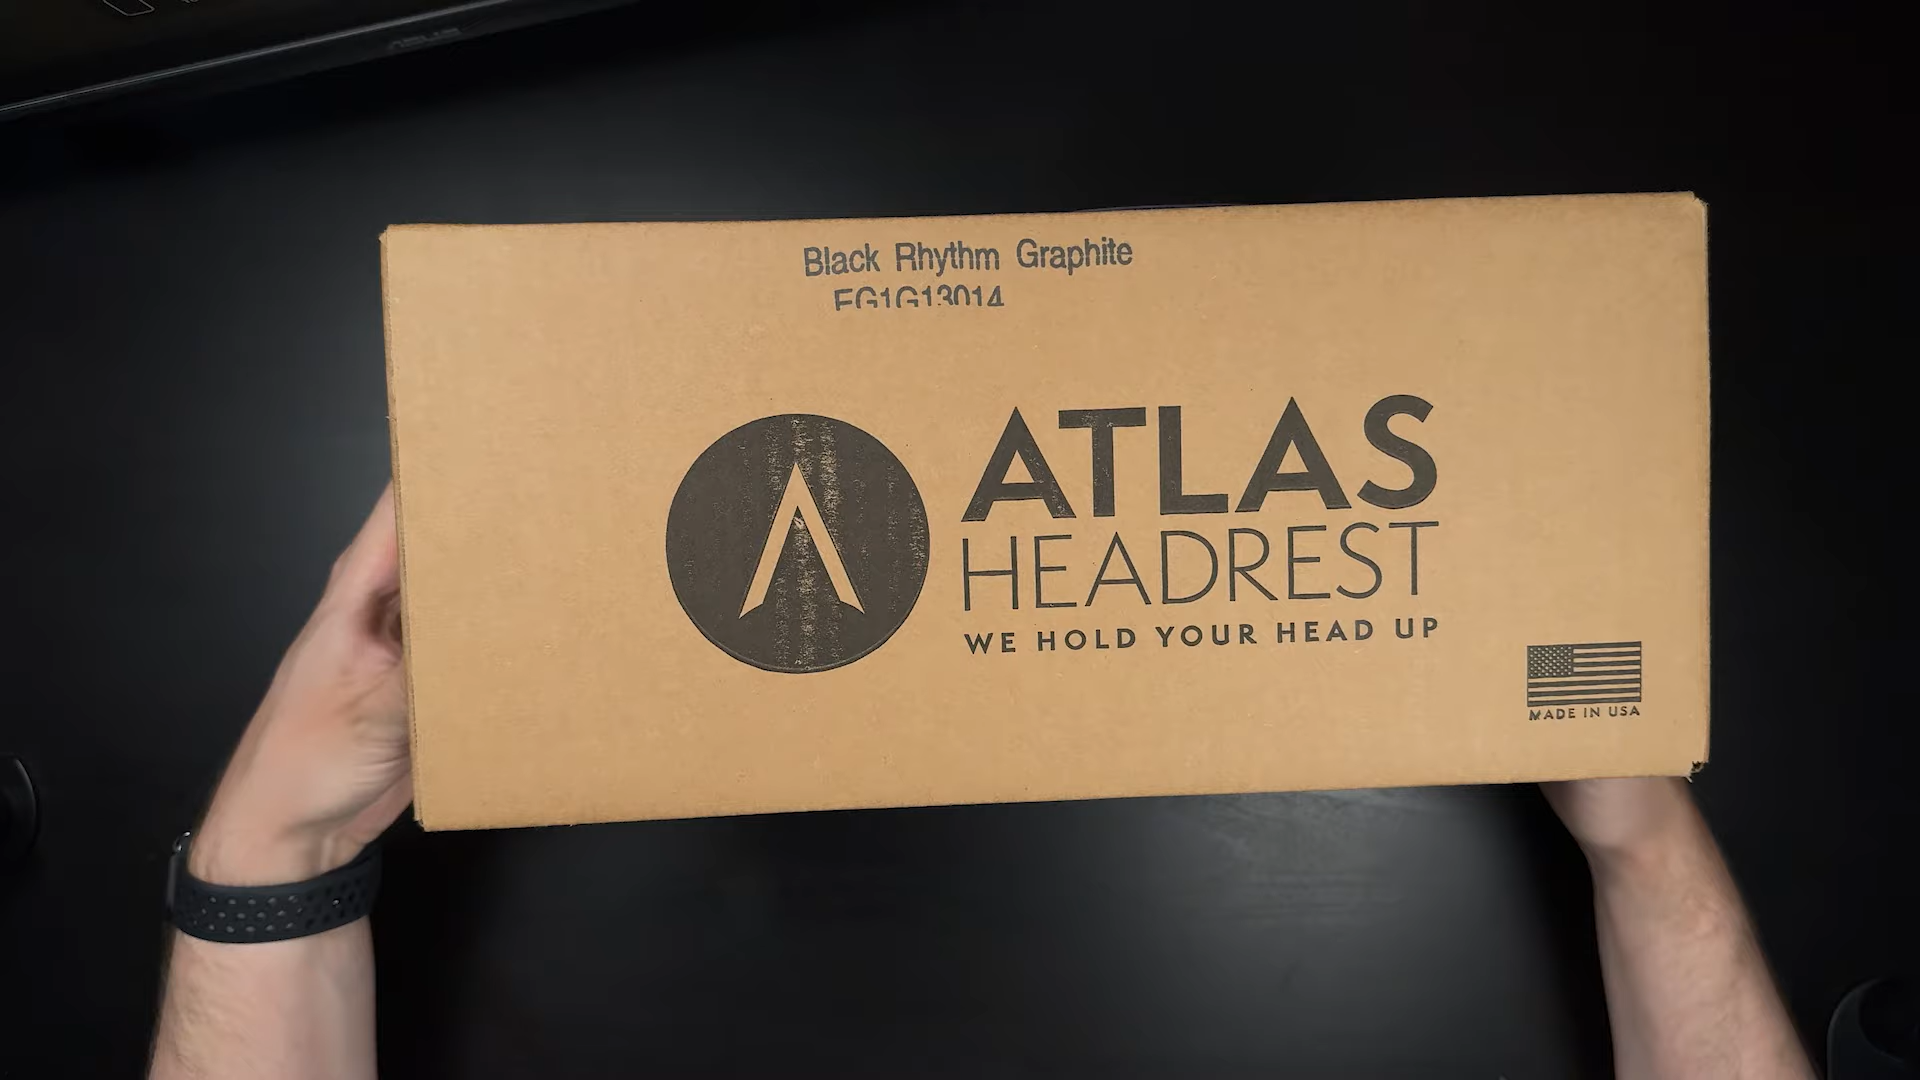 Black Rhythm Graphite
EG1G13014
ATLAS
HEADREST
WE HOLD YOUR HEAD UP
MADE IN USA